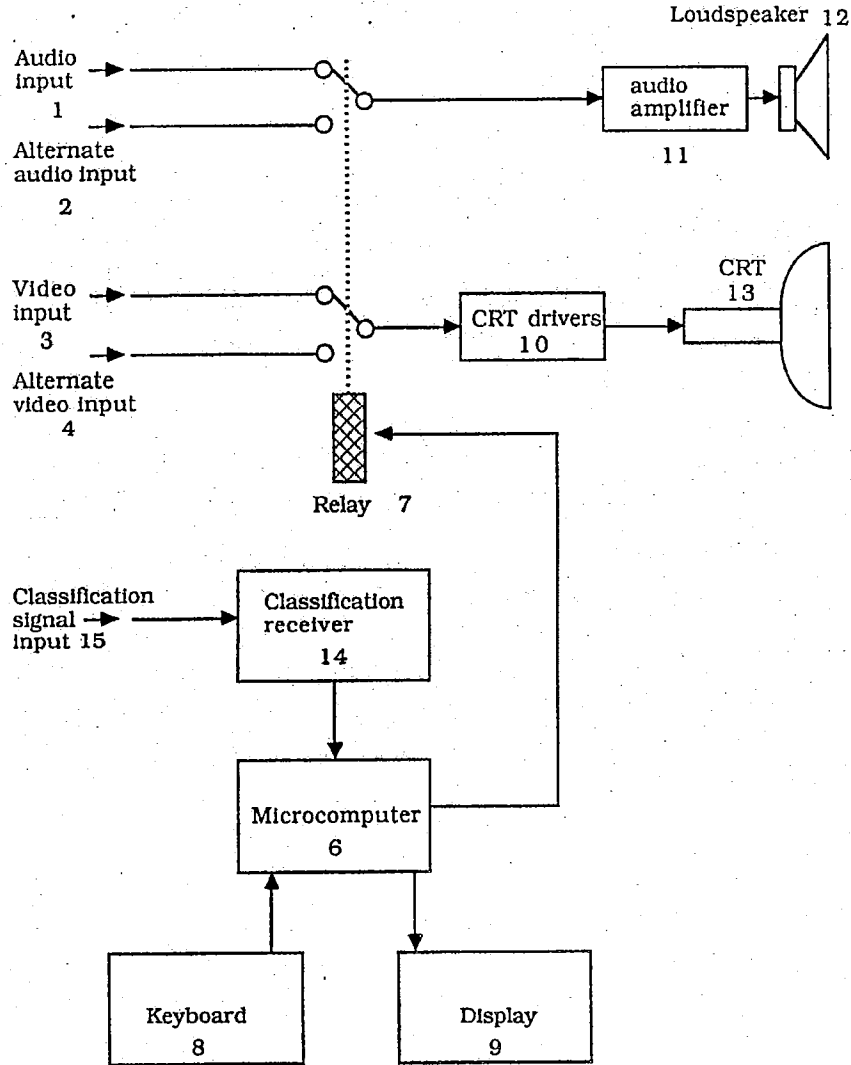 Loudspeaker 12
Audio
input
1
audio
amplifier
11
Alternate
audio input
2
Video
input
3
CRT
13
CRT drivers
10
Alternate
video input
4
Relay 7
Classification
signal
input 15
Classification
receiver
14
Microcomputer
6
Keyboard
8
Display
9